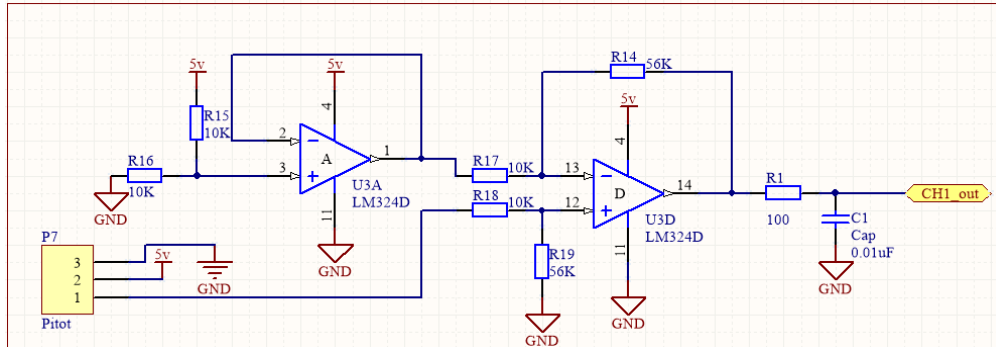 R14
56K
5v
5v
5v
R15
10K
4
4
2
1
A
R16
10K
3
U3A
LM324D
11
GND
GND
R17
10K
13
D
14
R18
10K
12
U3D
LM324D
11
R1
100
CH1_out
C1
Cap
0.01uF
GND
R19
56K
GND
GND
P7
3
2
1
5v
GND
Pitot